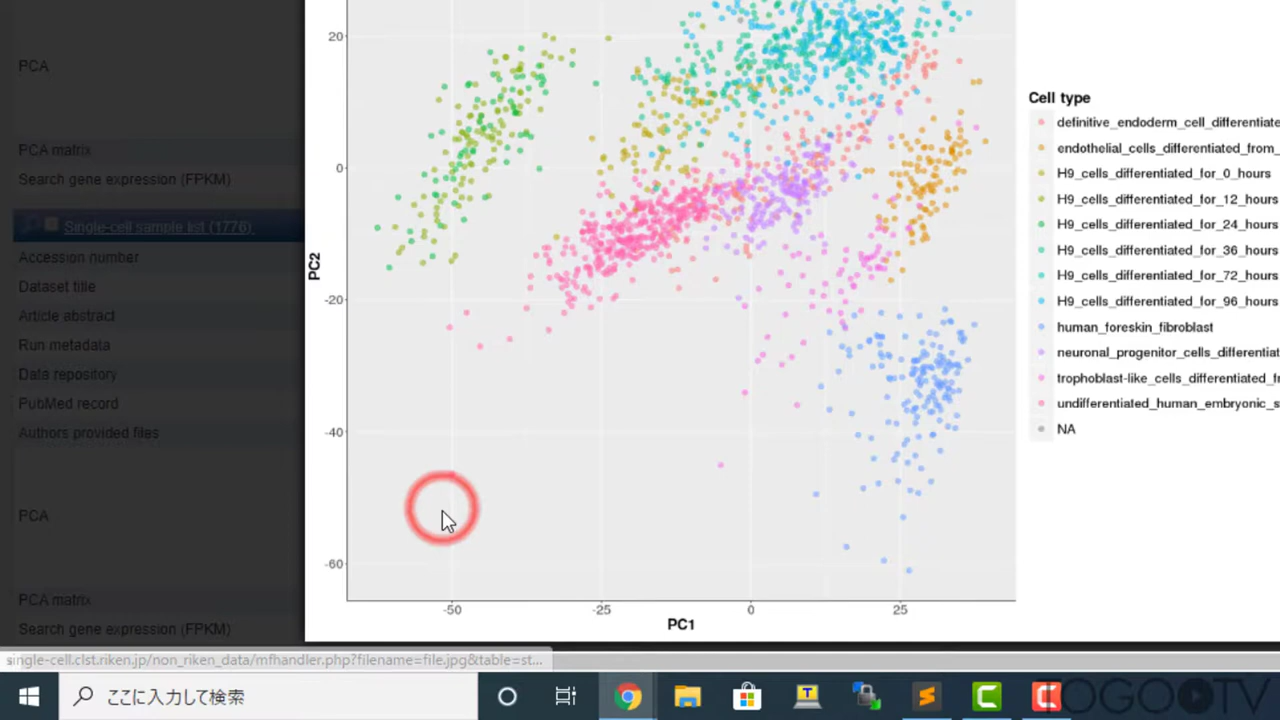 PCA
PCA matrix
Search gene expression (FPKM)
Single-cell sample list (1776)
Accession number
Dataset title
Article abstract
Run metadata
Data repository
PubMed record
Authors provided files
PCA
PCA matrix
Search gene expression (FPKM)
20
0
-20
-40
-60
PC2
-50
-25
0
25
PC1
Cell type
definitive_endoderm_cell_differentiate
endothelial_cells_differentiated_from_
H9_cells_differentiated_for_0_hours
H9_cells_differentiated_for_12_hours
H9_cells_differentiated_for_24_hours
H9_cells_differentiated_for_36_hours
H9_cells_differentiated_for_72_hours
H9_cells_differentiated_for_96_hours
human_foreskin_fibroblast
neuronal_progenitor_cells_differentiat
trophoblast-like_cells_differentiated_fr
undifferentiated_human_embryonic_s
NA
single-cell.clst.riken.jp/non_riken_data/mfhandler.php?filename=file.jpg&table=st...
ここに入力して検索
TOGOTV